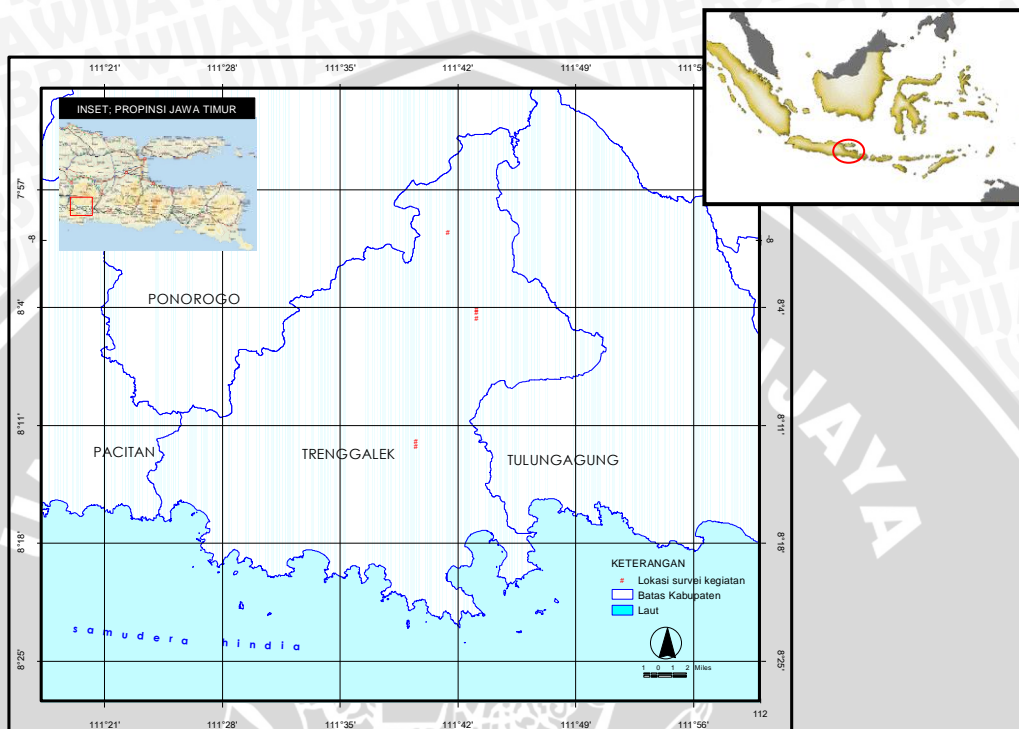 111°21' 111°28' 111°35' 111°42' 111°49' 111°56'
INSET; PROPINSI JAWA TIMUR
7°57' 7°57'
-8 -8
PONOROGO
8°4' 8°4'
8°11' 8°11'
PACITAN TRENGGALEK TULUNGAGUNG
8°18' 8°18'
KETERANGAN
# Lokasi survei kegiatan
Batas Kabupaten
Laut
samudera hindia
1 0 1 2 Miles
8°25' 8°25'
111°21' 111°28' 111°35' 111°42' 111°49' 111°56' 112